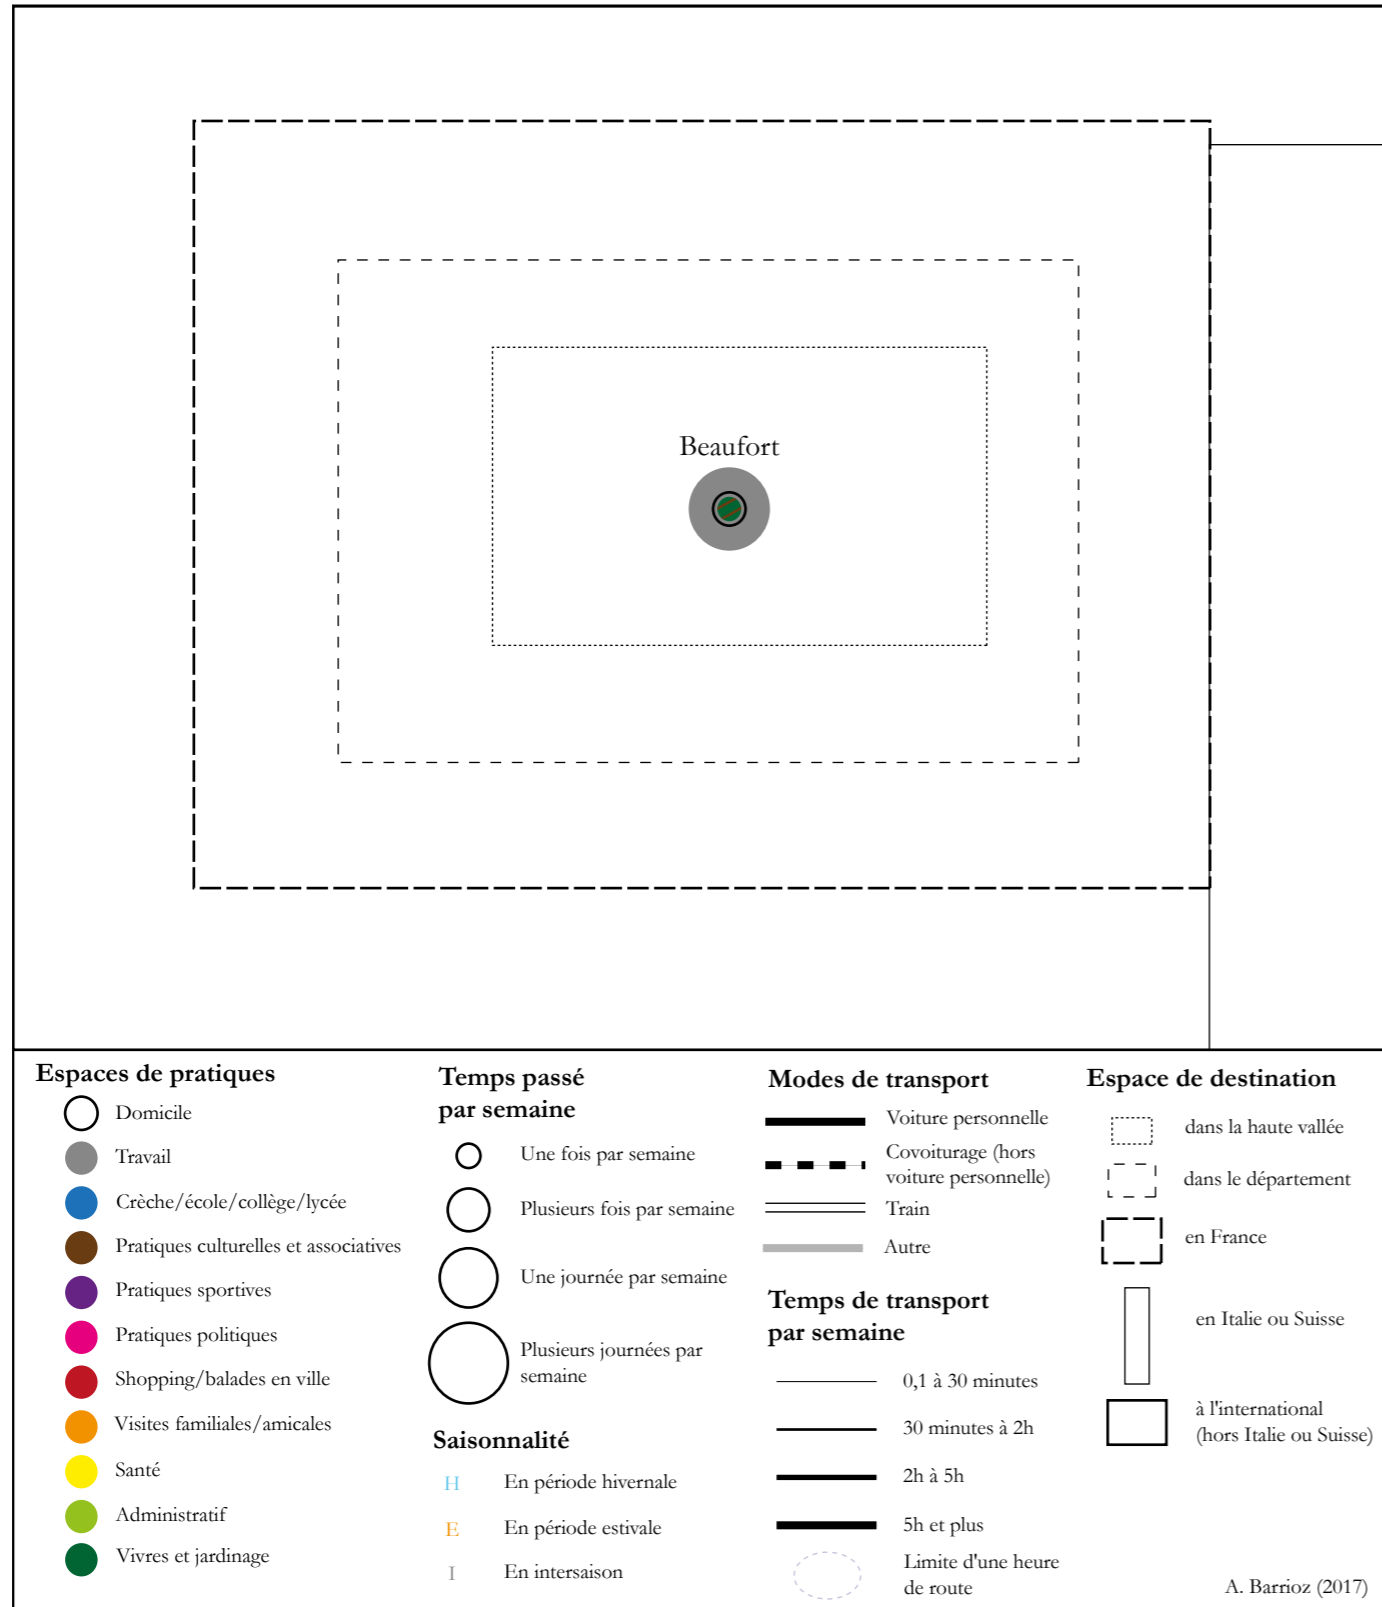 Beaufort
Espaces de pratiques
Domicile
Travail
Crèche/école/collège/lycée
Pratiques culturelles et associatives
Pratiques sportives
Pratiques politiques
Shopping/balades en ville
Visites familiales/amicales
Santé
Administratif
Vivres et jardinage
Temps passé
par semaine
Une fois par semaine
Plusieurs fois par semaine
Une journée par semaine
Plusieurs journées par
semaine
Saisonnalité
H En période hivernale
E En période estivale
I En intersaison
Modes de transport
Voiture personnelle
Covoiturage (hors
voiture personnelle)
Train
Autre
Temps de transport
par semaine
0,1 à 30 minutes
30 minutes à 2h
2h à 5h
5h et plus
Limite d'une heure
de route
Espace de destination
dans la haute vallée
dans le département
en France
en Italie ou Suisse
à l'international
(hors Italie ou Suisse)
A. Barrioz (2017)